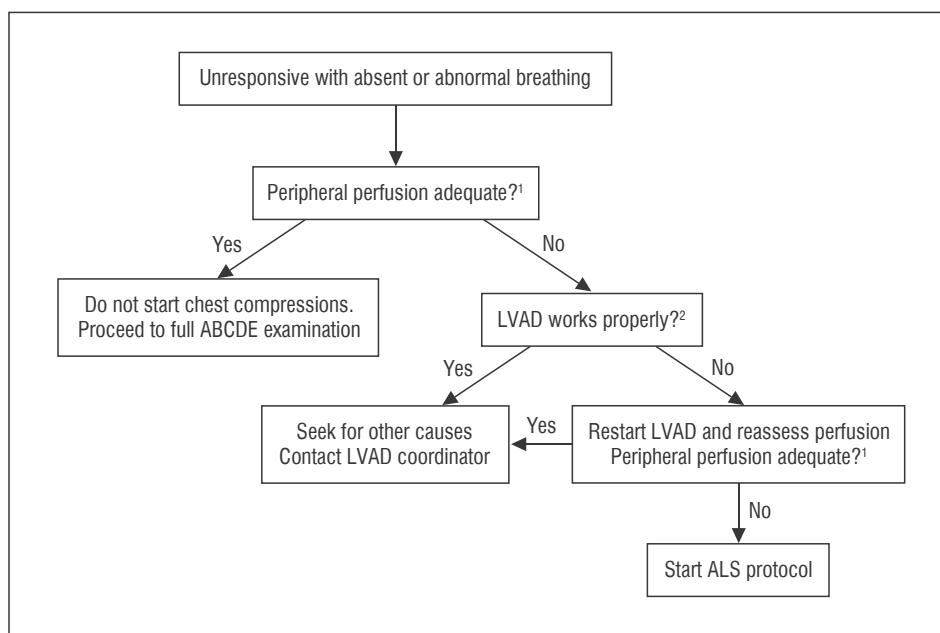 Unresponsive with absent or abnormal breathing
Peripheral perfusion adequate?¹
Yes
No
Do not start chest compressions.
Proceed to full ABCDE examination
LVAD works properly?²
Yes
No
Seek for other causes
Contact LVAD coordinator
Yes
Restart LVAD and reassess perfusion
Peripheral perfusion adequate?¹
No
Start ALS protocol